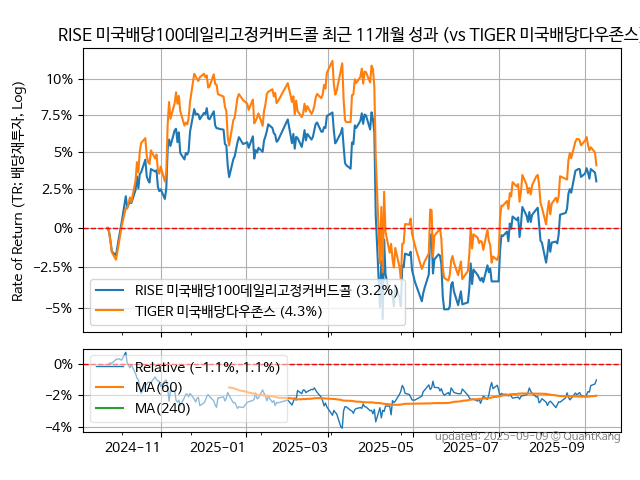 RISE 미국배당100데일리고정커버드콜 최근 11개월 성과 (vs TIGER 미국배당다우존스)
Rate of Return (TR: 배당재투자, Log)
10%
7.5%
5%
2.5%
0%
−2.5%
−5%
RISE 미국배당100데일리고정커버드콜 (3.2%)
TIGER 미국배당다우존스 (4.3%)
0%
−2%
−4%
Relative (−1.1%, 1.1%)
MA(60)
MA(240)
2024−11
2025−01
2025−03
2025−05
2025−07
2025−09
updated: 2025−09−09 © QuantKang